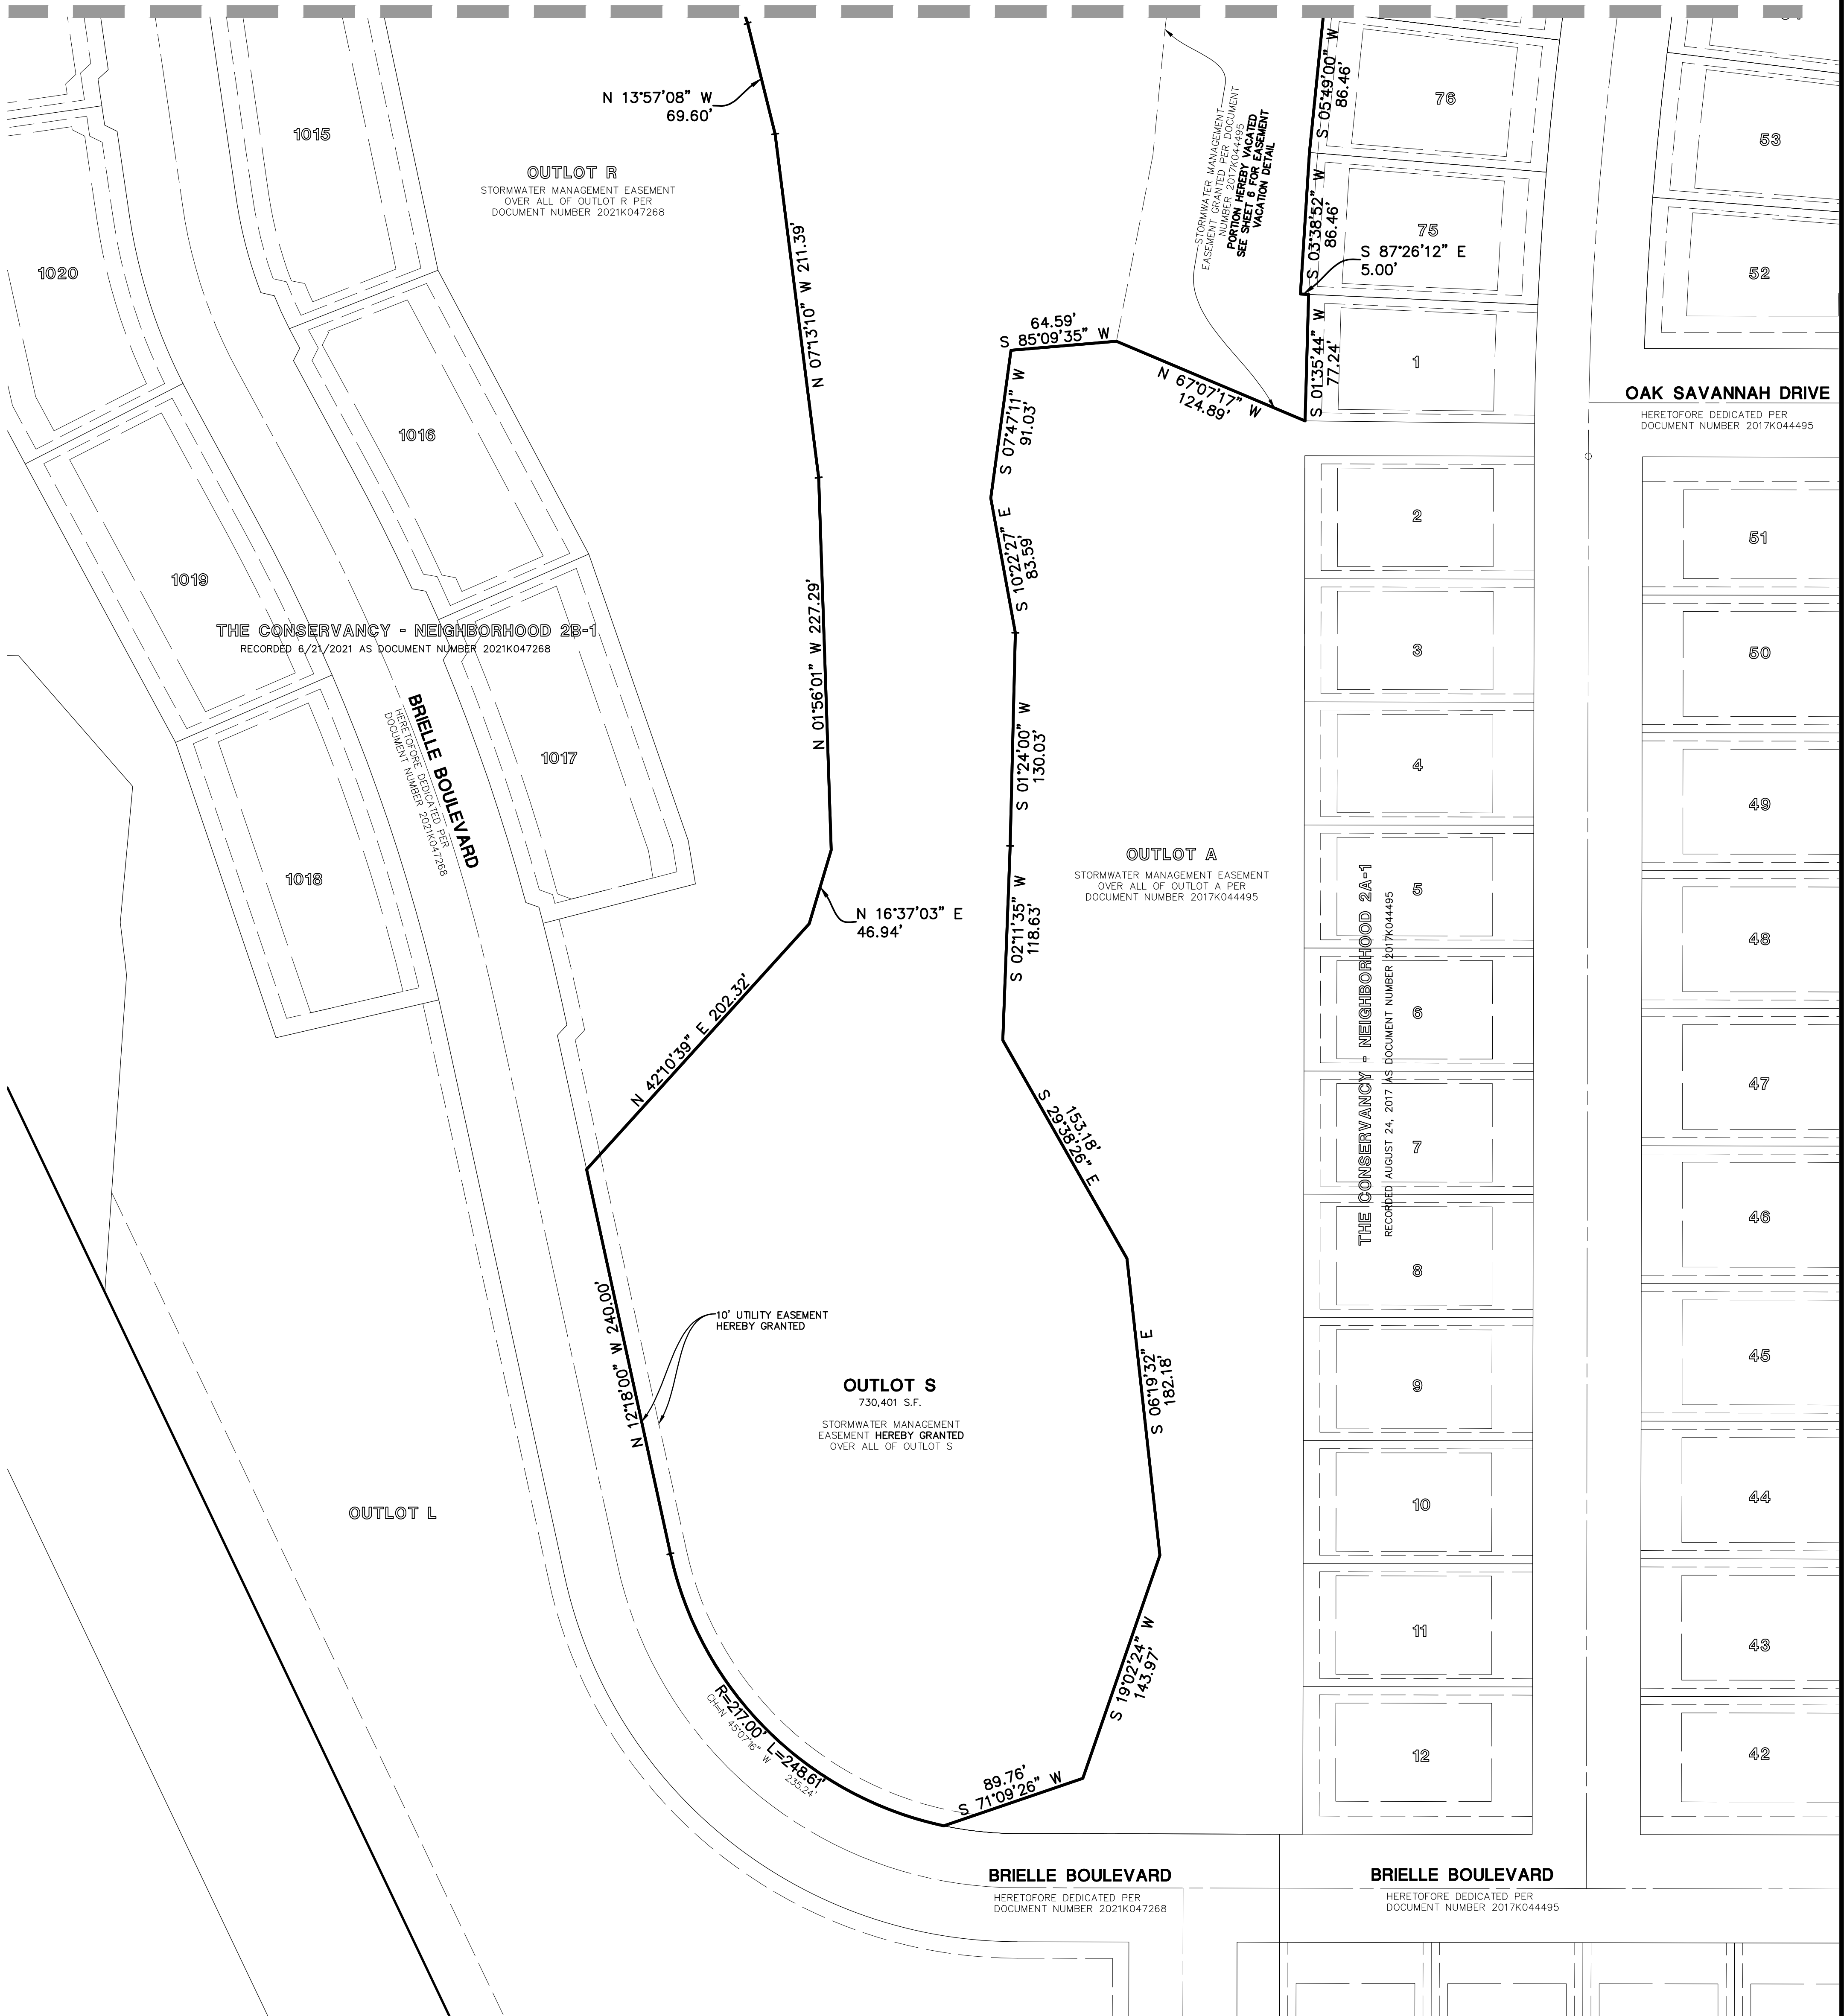 N 13°57'08" W
69.60'
1015
OUTLOT R
STORMWATER MANAGEMENT EASEMENT
OVER ALL OF OUTLOT R PER
DOCUMENT NUMBER 2021K047268
STORMWATER MANAGEMENT
EASEMENT GRANTED PER DOCUMENT
NUMBER 2017K044495
PORTION HEREBY VACATED
SEE SHEET 6 FOR EASEMENT
VACATION DETAIL
S 05°49'00" W
86.46'
76
53
S 03°38'52" W
86.46'
75
S 87°26'12" E
5.00'
52
1020
N 07°13'10" W 211.39'
64.59'
S 85°09'35" W
N 67°07'17" W
124.89'
S 01°35'44" W
77.24'
1
OAK SAVANNAH DRIVE
HERETOFORE DEDICATED PER
DOCUMENT NUMBER 2017K044495
1016
S 07°47'11" W
91.03'
S 10°22'27" E
83.59'
2
51
1019
THE CONSERVANCY - NEIGHBORHOOD 2B-1
RECORDED 6/21/2021 AS DOCUMENT NUMBER 2021K047268
N 01°56'01" W 227.29'
3
50
BRIELLE BOULEVARD
HERETOFORE DEDICATED PER
DOCUMENT NUMBER 2021K047268
1017
S 01°24'00" W
130.03'
4
49
1018
OUTLOT A
STORMWATER MANAGEMENT EASEMENT
OVER ALL OF OUTLOT A PER
DOCUMENT NUMBER 2017K044495
5
N 16°37'03" E
46.94'
S 02°11'35" W
118.63'
48
THE CONSERVANCY - NEIGHBORHOOD 2A-1
RECORDED AUGUST 24, 2017 AS DOCUMENT NUMBER 2017K044495
6
N 42°10'39" E 202.32'
47
153.18'
S 29°38'26" E
7
46
8
N 12°18'00" W 240.00'
10' UTILITY EASEMENT
HEREBY GRANTED
S 06°19'32" E
182.18'
45
9
OUTLOT S
730,401 S.F.
STORMWATER MANAGEMENT
EASEMENT HEREBY GRANTED
OVER ALL OF OUTLOT S
44
10
OUTLOT L
11
43
S 19°02'24" W
143.97'
R=217.00' L=248.61'
CH=N 45°07'16" W 235.24'
12
42
89.76'
S 71°09'26" W
BRIELLE BOULEVARD
HERETOFORE DEDICATED PER
DOCUMENT NUMBER 2021K047268
BRIELLE BOULEVARD
HERETOFORE DEDICATED PER
DOCUMENT NUMBER 2017K044495